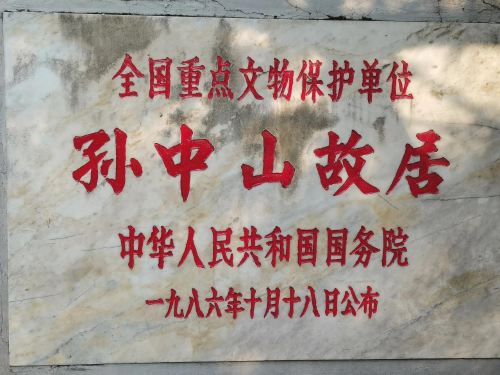 全国重点文物保护单位
孙中山故居
中华人民共和国国务院
一九八六年十月十八日公布